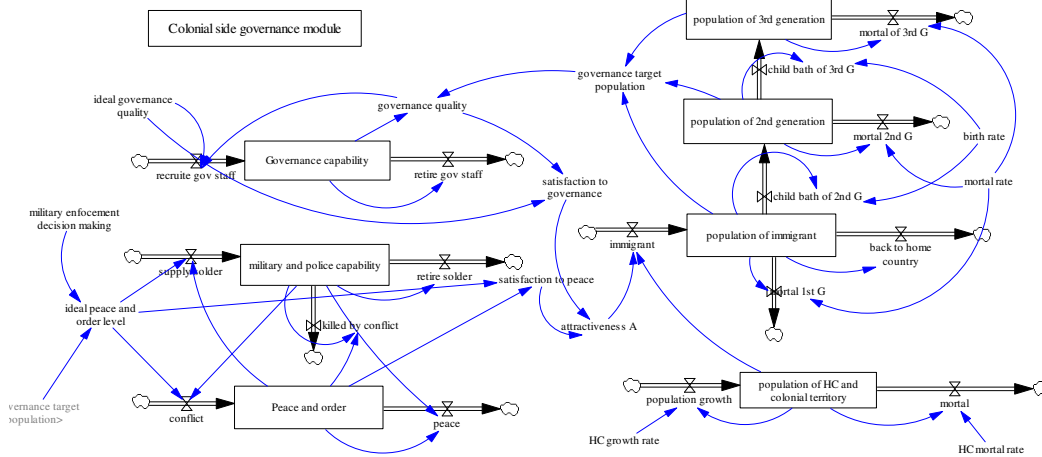 Colonial side governance module
population of 3rd generation
mortal of 3rd G
child bath of 3rd G
governance target
population
ideal governance
quality
governance quality
population of 2nd generation
mortal 2nd G
birth rate
Governance capability
recruite gov staff
retire gov staff
satisfaction to
governance
mortal rate
child bath of 2nd G
military enfocement
decision making
population of immigrant
immigrant
back to home
country
military and police capability
supply solder
retire solder
satisfaction to peace
mortal 1st G
ideal peace and
order level
killed by conflict
attractiveness A
population of HC and
colonial territory
population growth
mortal
Peace and order
vernance target
population>
conflict
peace
HC growth rate
HC mortal rate